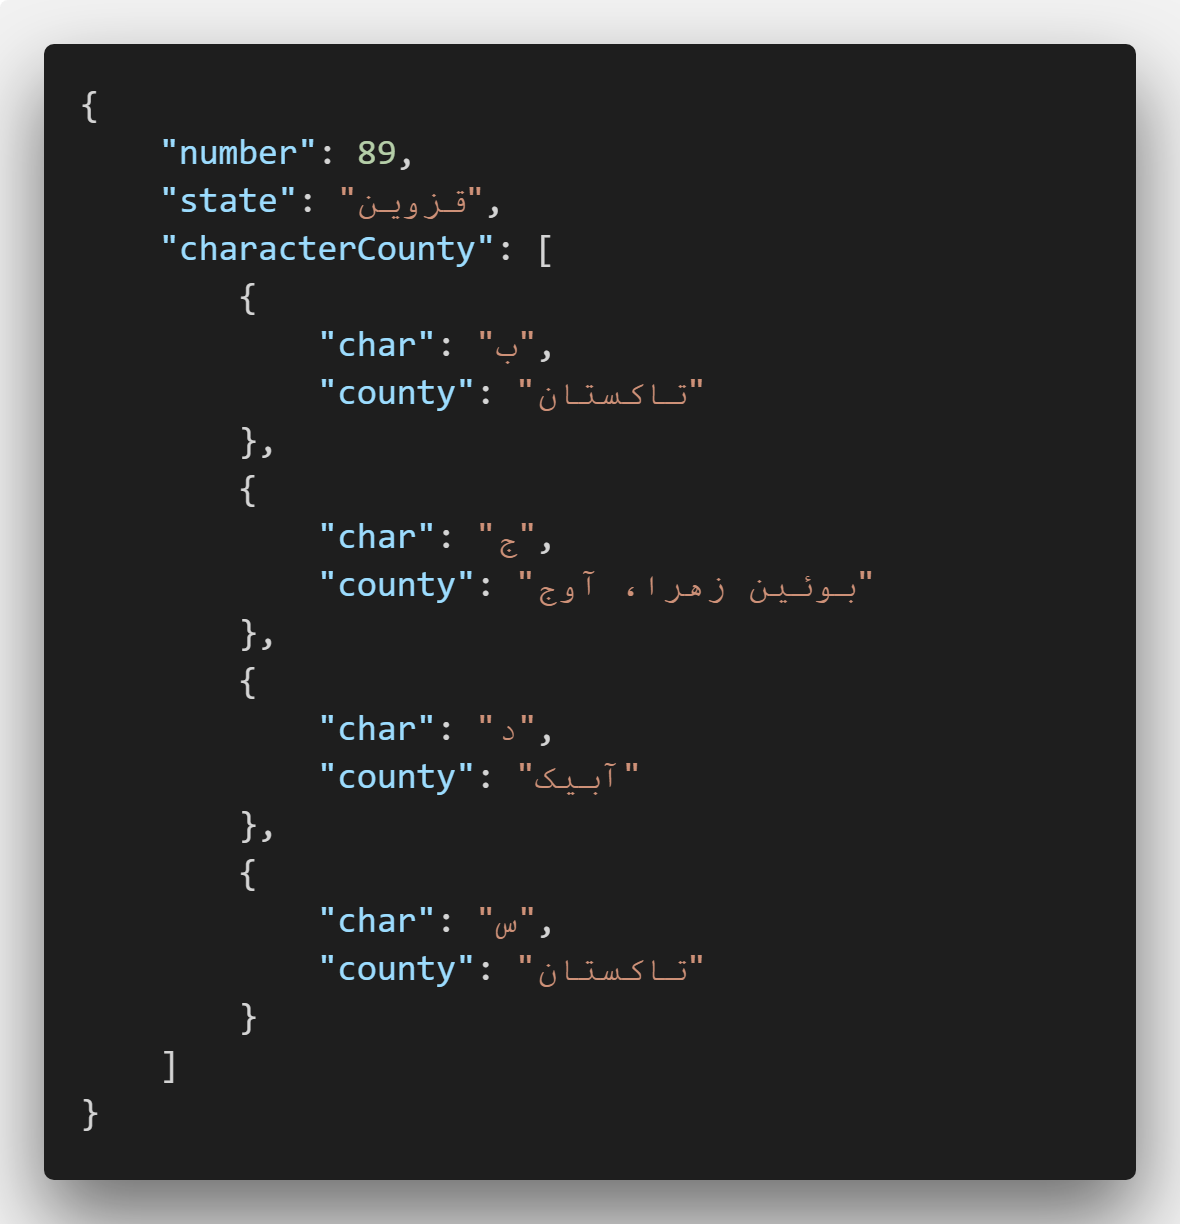 {
"number": 89,
"state": "قزوین",
"characterCounty": [
{
"char": "ب",
"county": "تاکستان"
},
{
"char": "ج",
"county": "بوئین زهرا، آوج"
},
{
"char": "د",
"county": "آبیک"
},
{
"char": "س",
"county": "تاکستان"
}
]
}